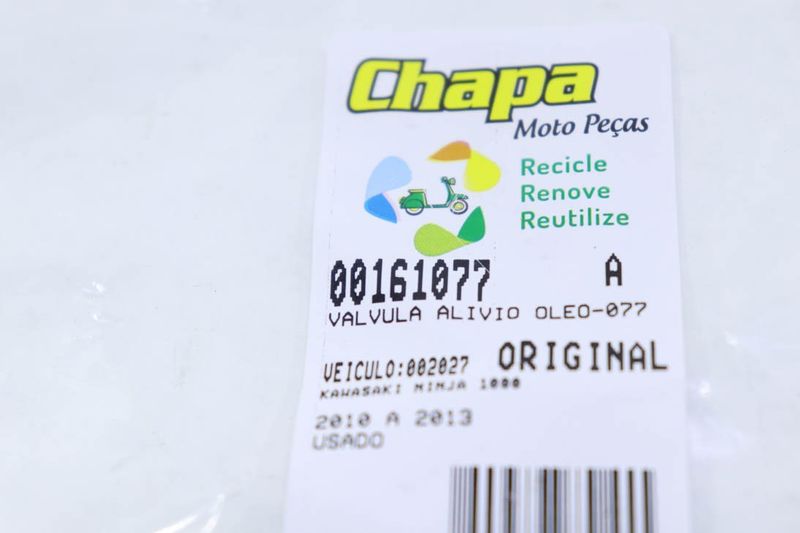 Chapa
Moto Peças
Recicle
Renove
Reutilize
00161077 A
VALVULA ALIVIO OLEO-077
VEICULO:002027 ORIGINAL
KAWASAKI NINJA 1000
2010 A 2013
USADO